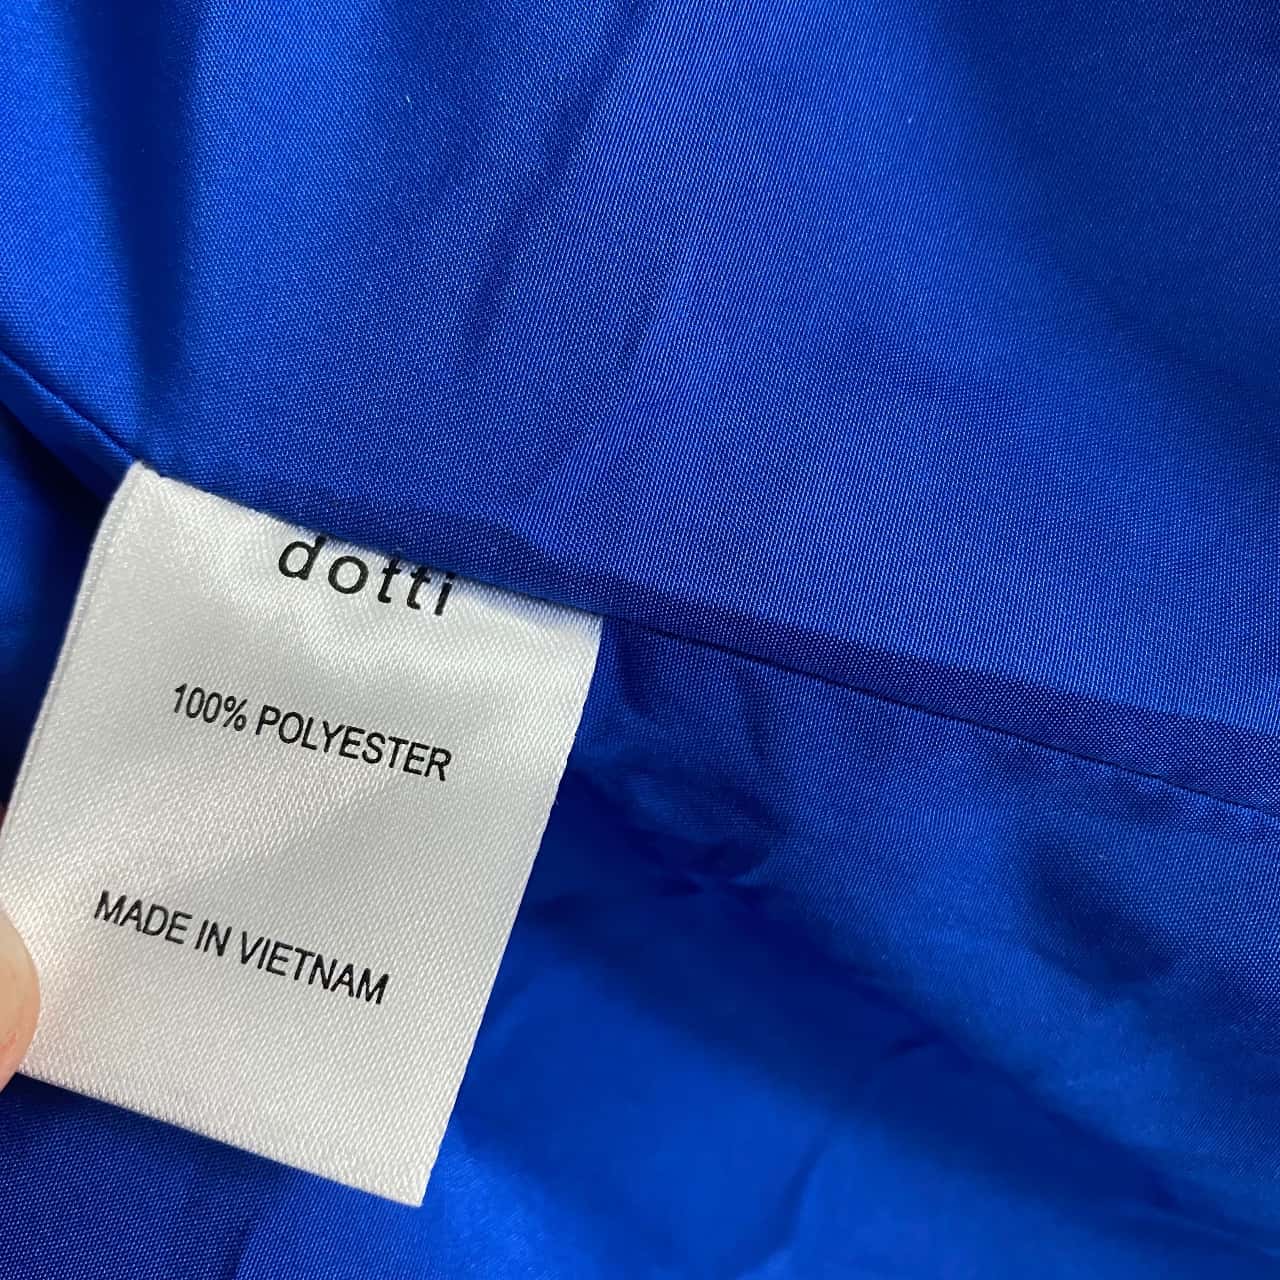 dotti
100% POLYESTER
MADE IN VIETNAM